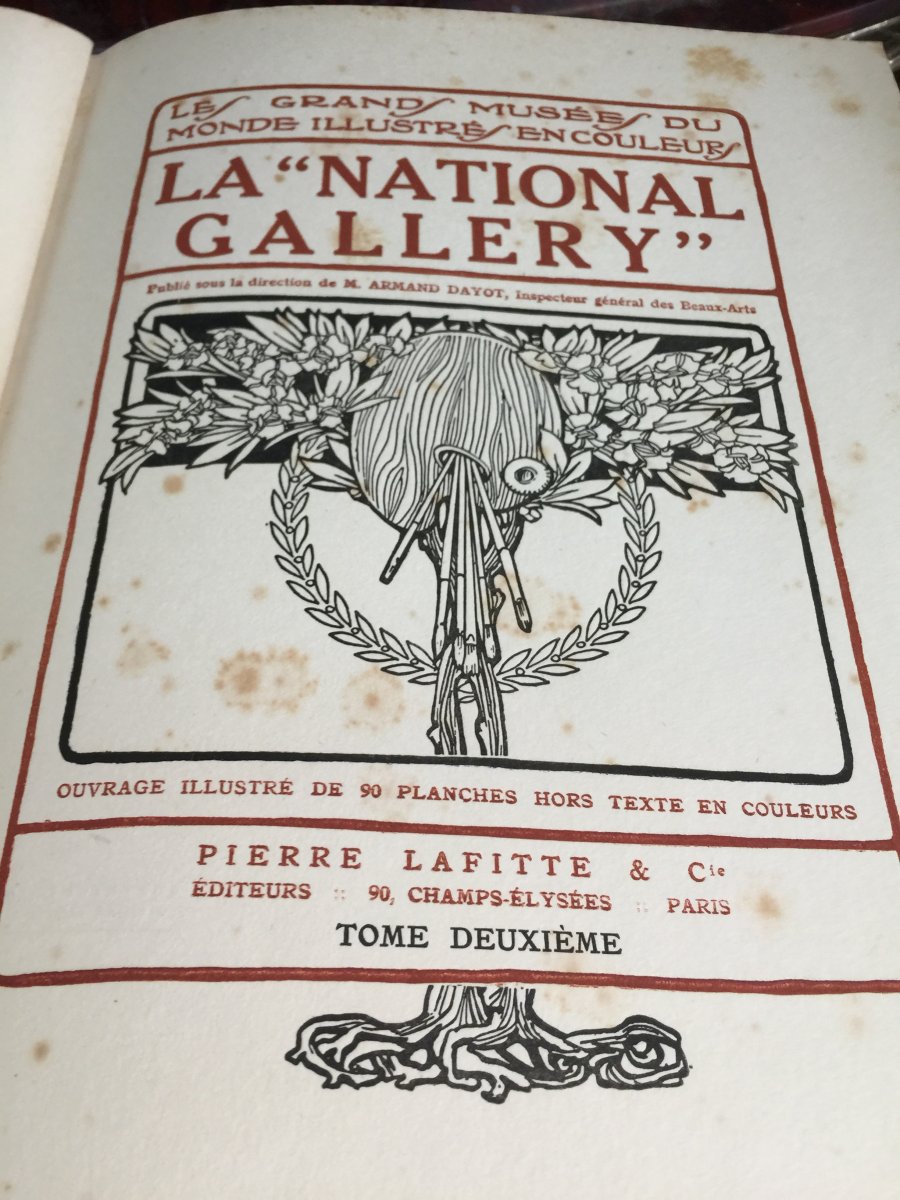 LES GRANDS MUSÉES DU
MONDE ILLUSTRÉS EN COULEURS
LA “NATIONAL
GALLERY”
Publié sous la direction de M. ARMAND DAYOT, Inspecteur général des Beaux-Arts
OUVRAGE ILLUSTRÉ DE 90 PLANCHES HORS TEXTE EN COULEURS
PIERRE LAFITTE & Cie
ÉDITEURS :: 90, CHAMPS-ÉLYSÉES :: PARIS
TOME DEUXIÈME